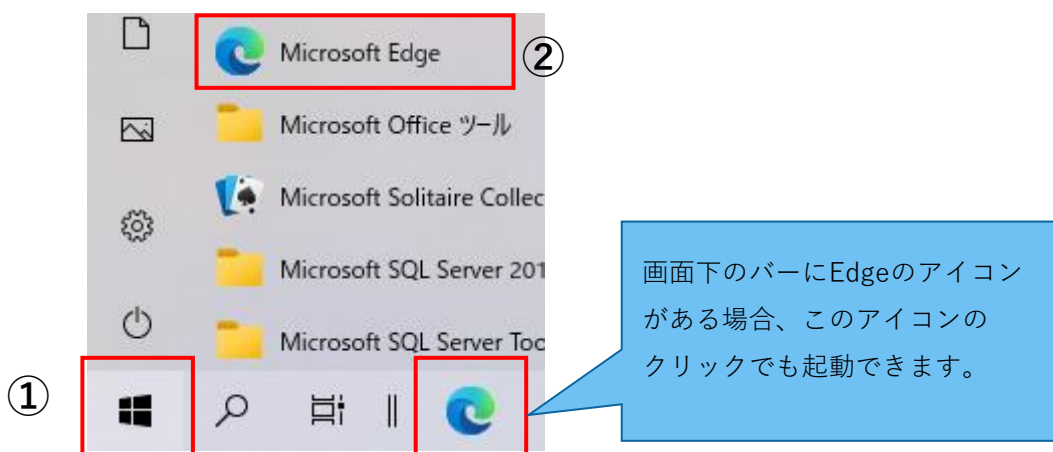 Microsoft Edge
②
Microsoft Office ツール
Microsoft Solitaire Collec
Microsoft SQL Server 201
Microsoft SQL Server Too
①
画面下のバーにEdgeのアイコン
がある場合、このアイコンの
クリックでも起動できます。